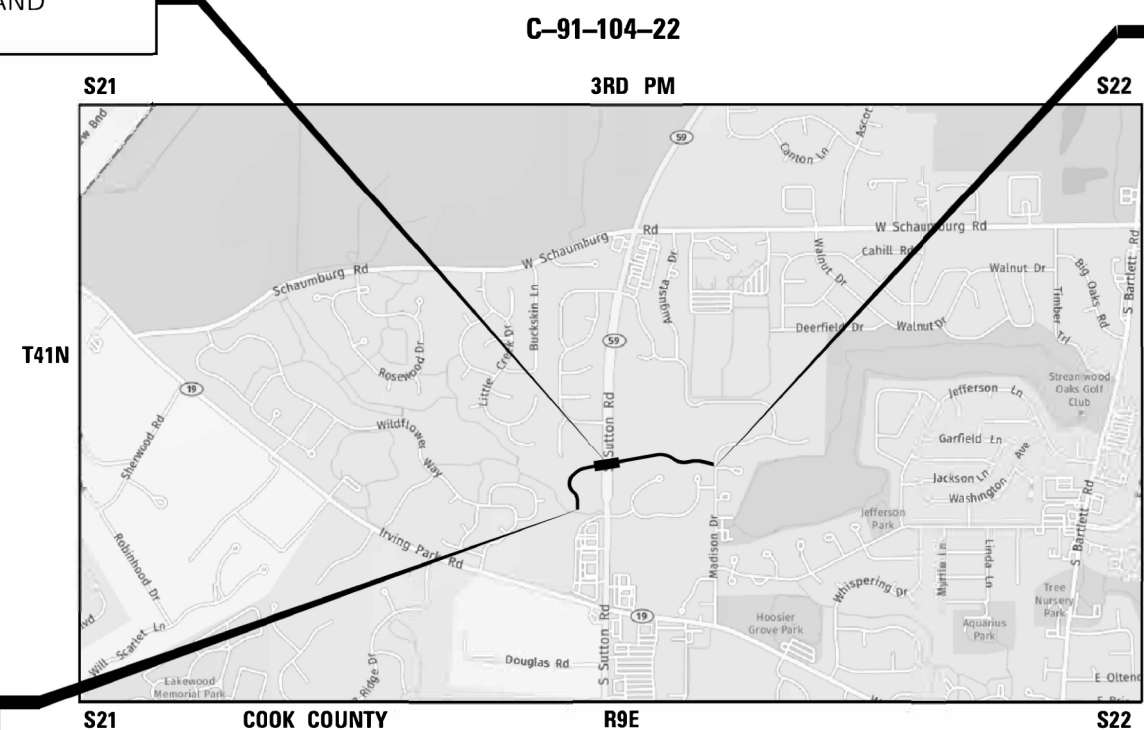 AND
C–91–104–22
S21
3RD PM
S22
59
Canton Ln
Ascot
W Schaumburg Rd
Rd
W Schaumburg
Cahill Rd
Schaumburg Rd
Walnut Dr
Walnut Dr
Big Oaks Rd
S Bartlett Rd
Augusta Dr
Buckskin Ln
Timber Trl
Deerfield Dr
Walnut Dr
59
Little Creek Dr
T41N
Rosewood Dr
19
Streamwood
Oaks Golf
Club
Jefferson Ln
Sherwood Rd
Wildflower Way
Sutton Rd
Garfield Ln
Jackson Ln
Washington Ave
Jefferson
Park
S Bartlett Rd
Irving Park Rd
Madison Dr
Robinhood Dr
Myrtle Ln
Linda Ln
Whispering Dr
Tree
Nursery
Park
19
Hoosier
Grove Park
Aquarius
Park
Will Scarlet Ln
S Sutton Rd
Douglas Rd
Ridge Dr
Lakewood
Memorial Park
E Olten
S21
COOK COUNTY
R9E
S22